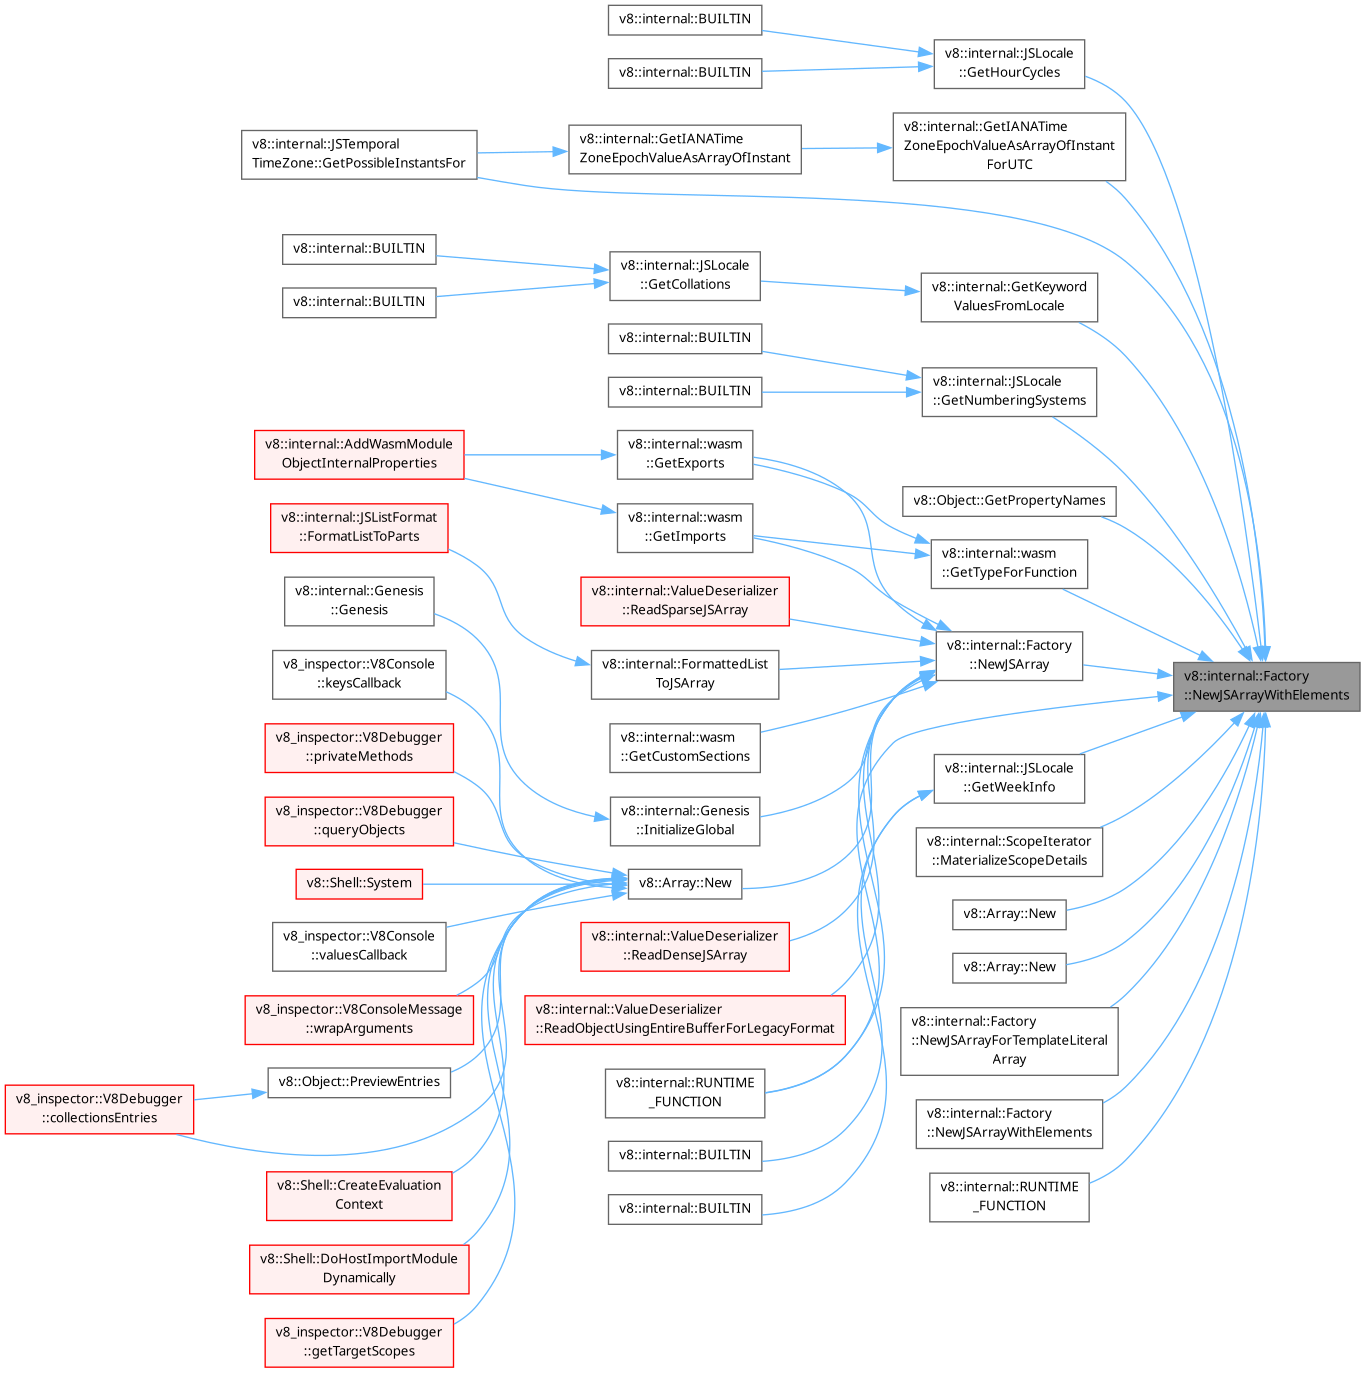 v8::internal::BUILTIN
v8::internal::JSLocale
::GetHourCycles
v8::internal::BUILTIN
v8::internal::GetIANATime
ZoneEpochValueAsArrayOfInstant
ForUTC
v8::internal::GetIANATime
ZoneEpochValueAsArrayOfInstant
v8::internal::JSTemporal
TimeZone::GetPossibleInstantsFor
v8::internal::BUILTIN
v8::internal::JSLocale
::GetCollations
v8::internal::BUILTIN
v8::internal::GetKeyword
ValuesFromLocale
v8::internal::BUILTIN
v8::internal::JSLocale
::GetNumberingSystems
v8::internal::BUILTIN
v8::internal::AddWasmModule
ObjectInternalProperties
v8::internal::wasm
::GetExports
v8::Object::GetPropertyNames
v8::internal::JSListFormat
::FormatListToParts
v8::internal::wasm
::GetImports
v8::internal::wasm
::GetTypeForFunction
v8::internal::Genesis
::Genesis
v8::internal::ValueDeserializer
::ReadSparseJSArray
v8::internal::Factory
::NewJSArray
v8_inspector::V8Console
::keysCallback
v8::internal::FormattedList
ToJSArray
v8::internal::Factory
::NewJSArrayWithElements
v8_inspector::V8Debugger
::privateMethods
v8::internal::wasm
::GetCustomSections
v8::internal::JSLocale
::GetWeekInfo
v8_inspector::V8Debugger
::queryObjects
v8::internal::Genesis
::InitializeGlobal
v8::internal::ScopeIterator
::MaterializeScopeDetails
v8::Shell::System
v8::Array::New
v8::Array::New
v8_inspector::V8Console
::valuesCallback
v8::internal::ValueDeserializer
::ReadDenseJSArray
v8::Array::New
v8_inspector::V8ConsoleMessage
::wrapArguments
v8::internal::ValueDeserializer
::ReadObjectUsingEntireBufferForLegacyFormat
v8::internal::Factory
::NewJSArrayForTemplateLiteral
Array
v8_inspector::V8Debugger
::collectionsEntries
v8::Object::PreviewEntries
v8::internal::RUNTIME
_FUNCTION
v8::internal::Factory
::NewJSArrayWithElements
v8::internal::BUILTIN
v8::Shell::CreateEvaluation
Context
v8::internal::BUILTIN
v8::internal::RUNTIME
_FUNCTION
v8::Shell::DoHostImportModule
Dynamically
v8_inspector::V8Debugger
::getTargetScopes